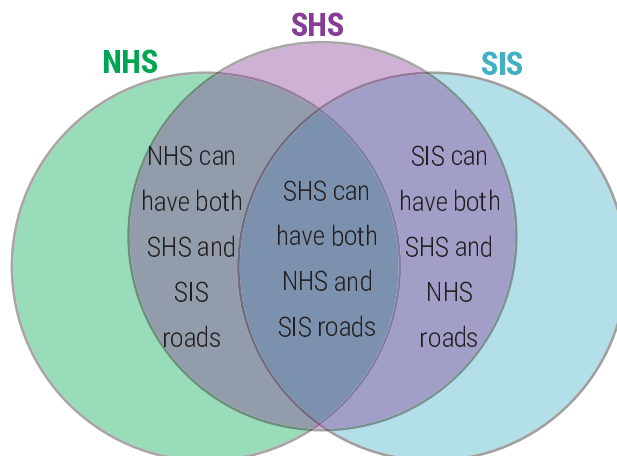 SHS
NHS
SIS
NHS can
have both
SHS and
SIS
roads
SHS can
have both
NHS and
SIS roads
SIS can
have both
SHS and
NHS
roads